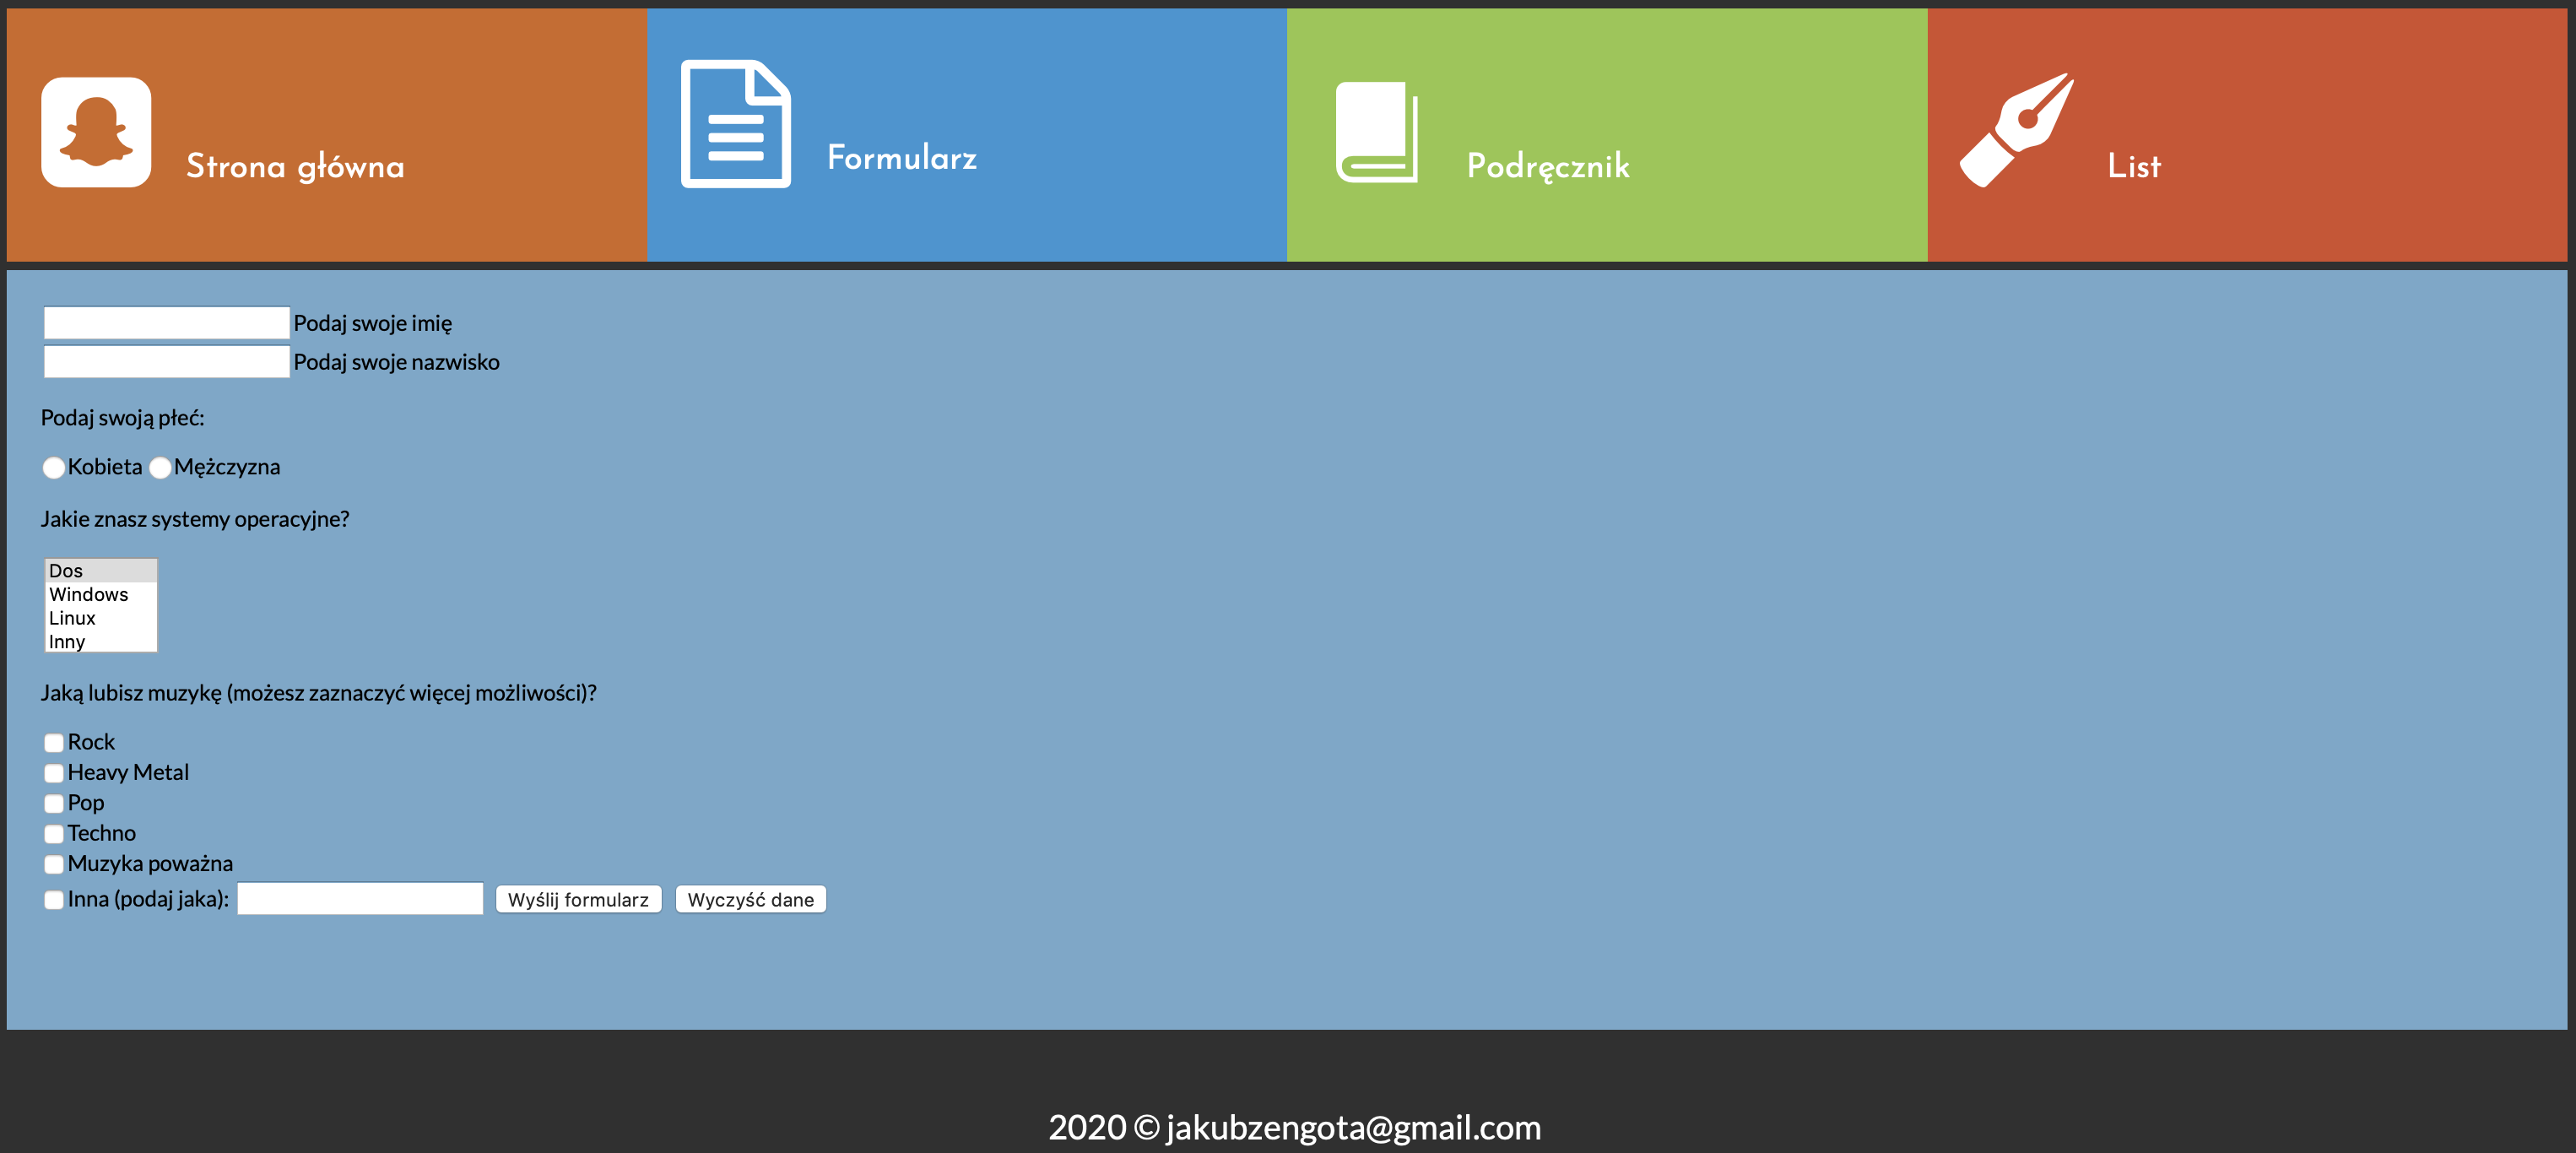 Strona główna
Formularz
Podręcznik
List
Podaj swoje imię
Podaj swoje nazwisko
Podaj swoją płeć:
Kobieta Mężczyzna
Jakie znasz systemy operacyjne?
Dos
Windows
Linux
Inny
Jaką lubisz muzykę (możesz zaznaczyć więcej możliwości)?
Rock
Heavy Metal
Pop
Techno
Muzyka poważna
Inna (podaj jaka): Wyślij formularz Wyczyść dane
2020 © jakubzengota@gmail.com